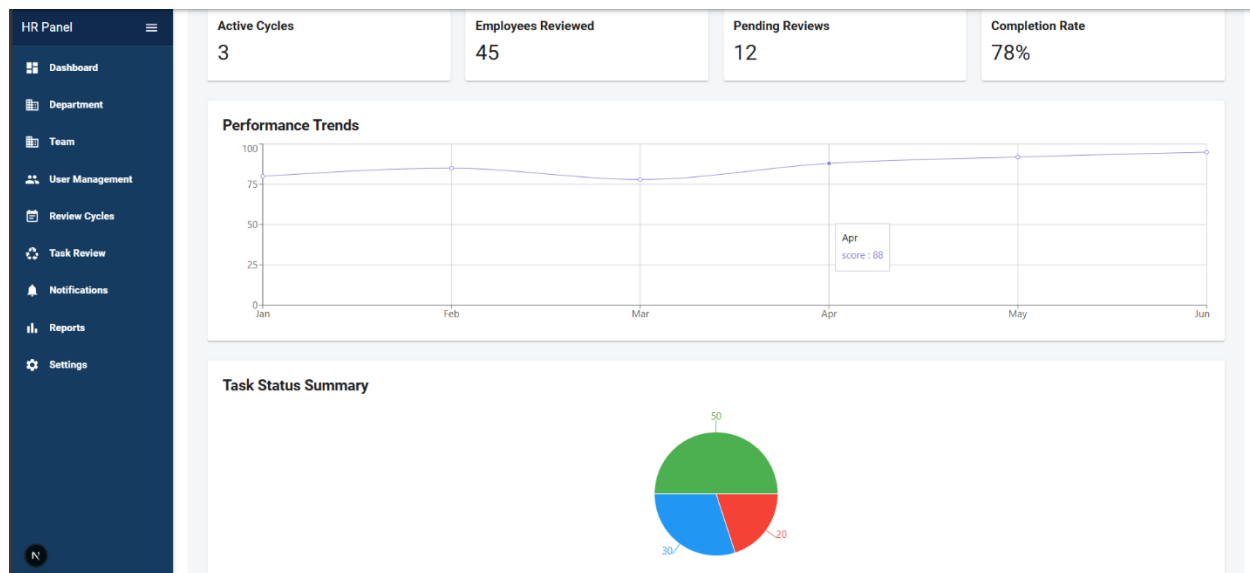 HR Panel
Dashboard
Department
Team
User Management
Review Cycles
Task Review
Notifications
Reports
Settings
N
Active Cycles
3
Employees Reviewed
45
Pending Reviews
12
Completion Rate
78%
Performance Trends
100
75
50
25
0
Jan Feb Mar Apr May Jun
Apr
score : 88
Task Status Summary
50
30
20